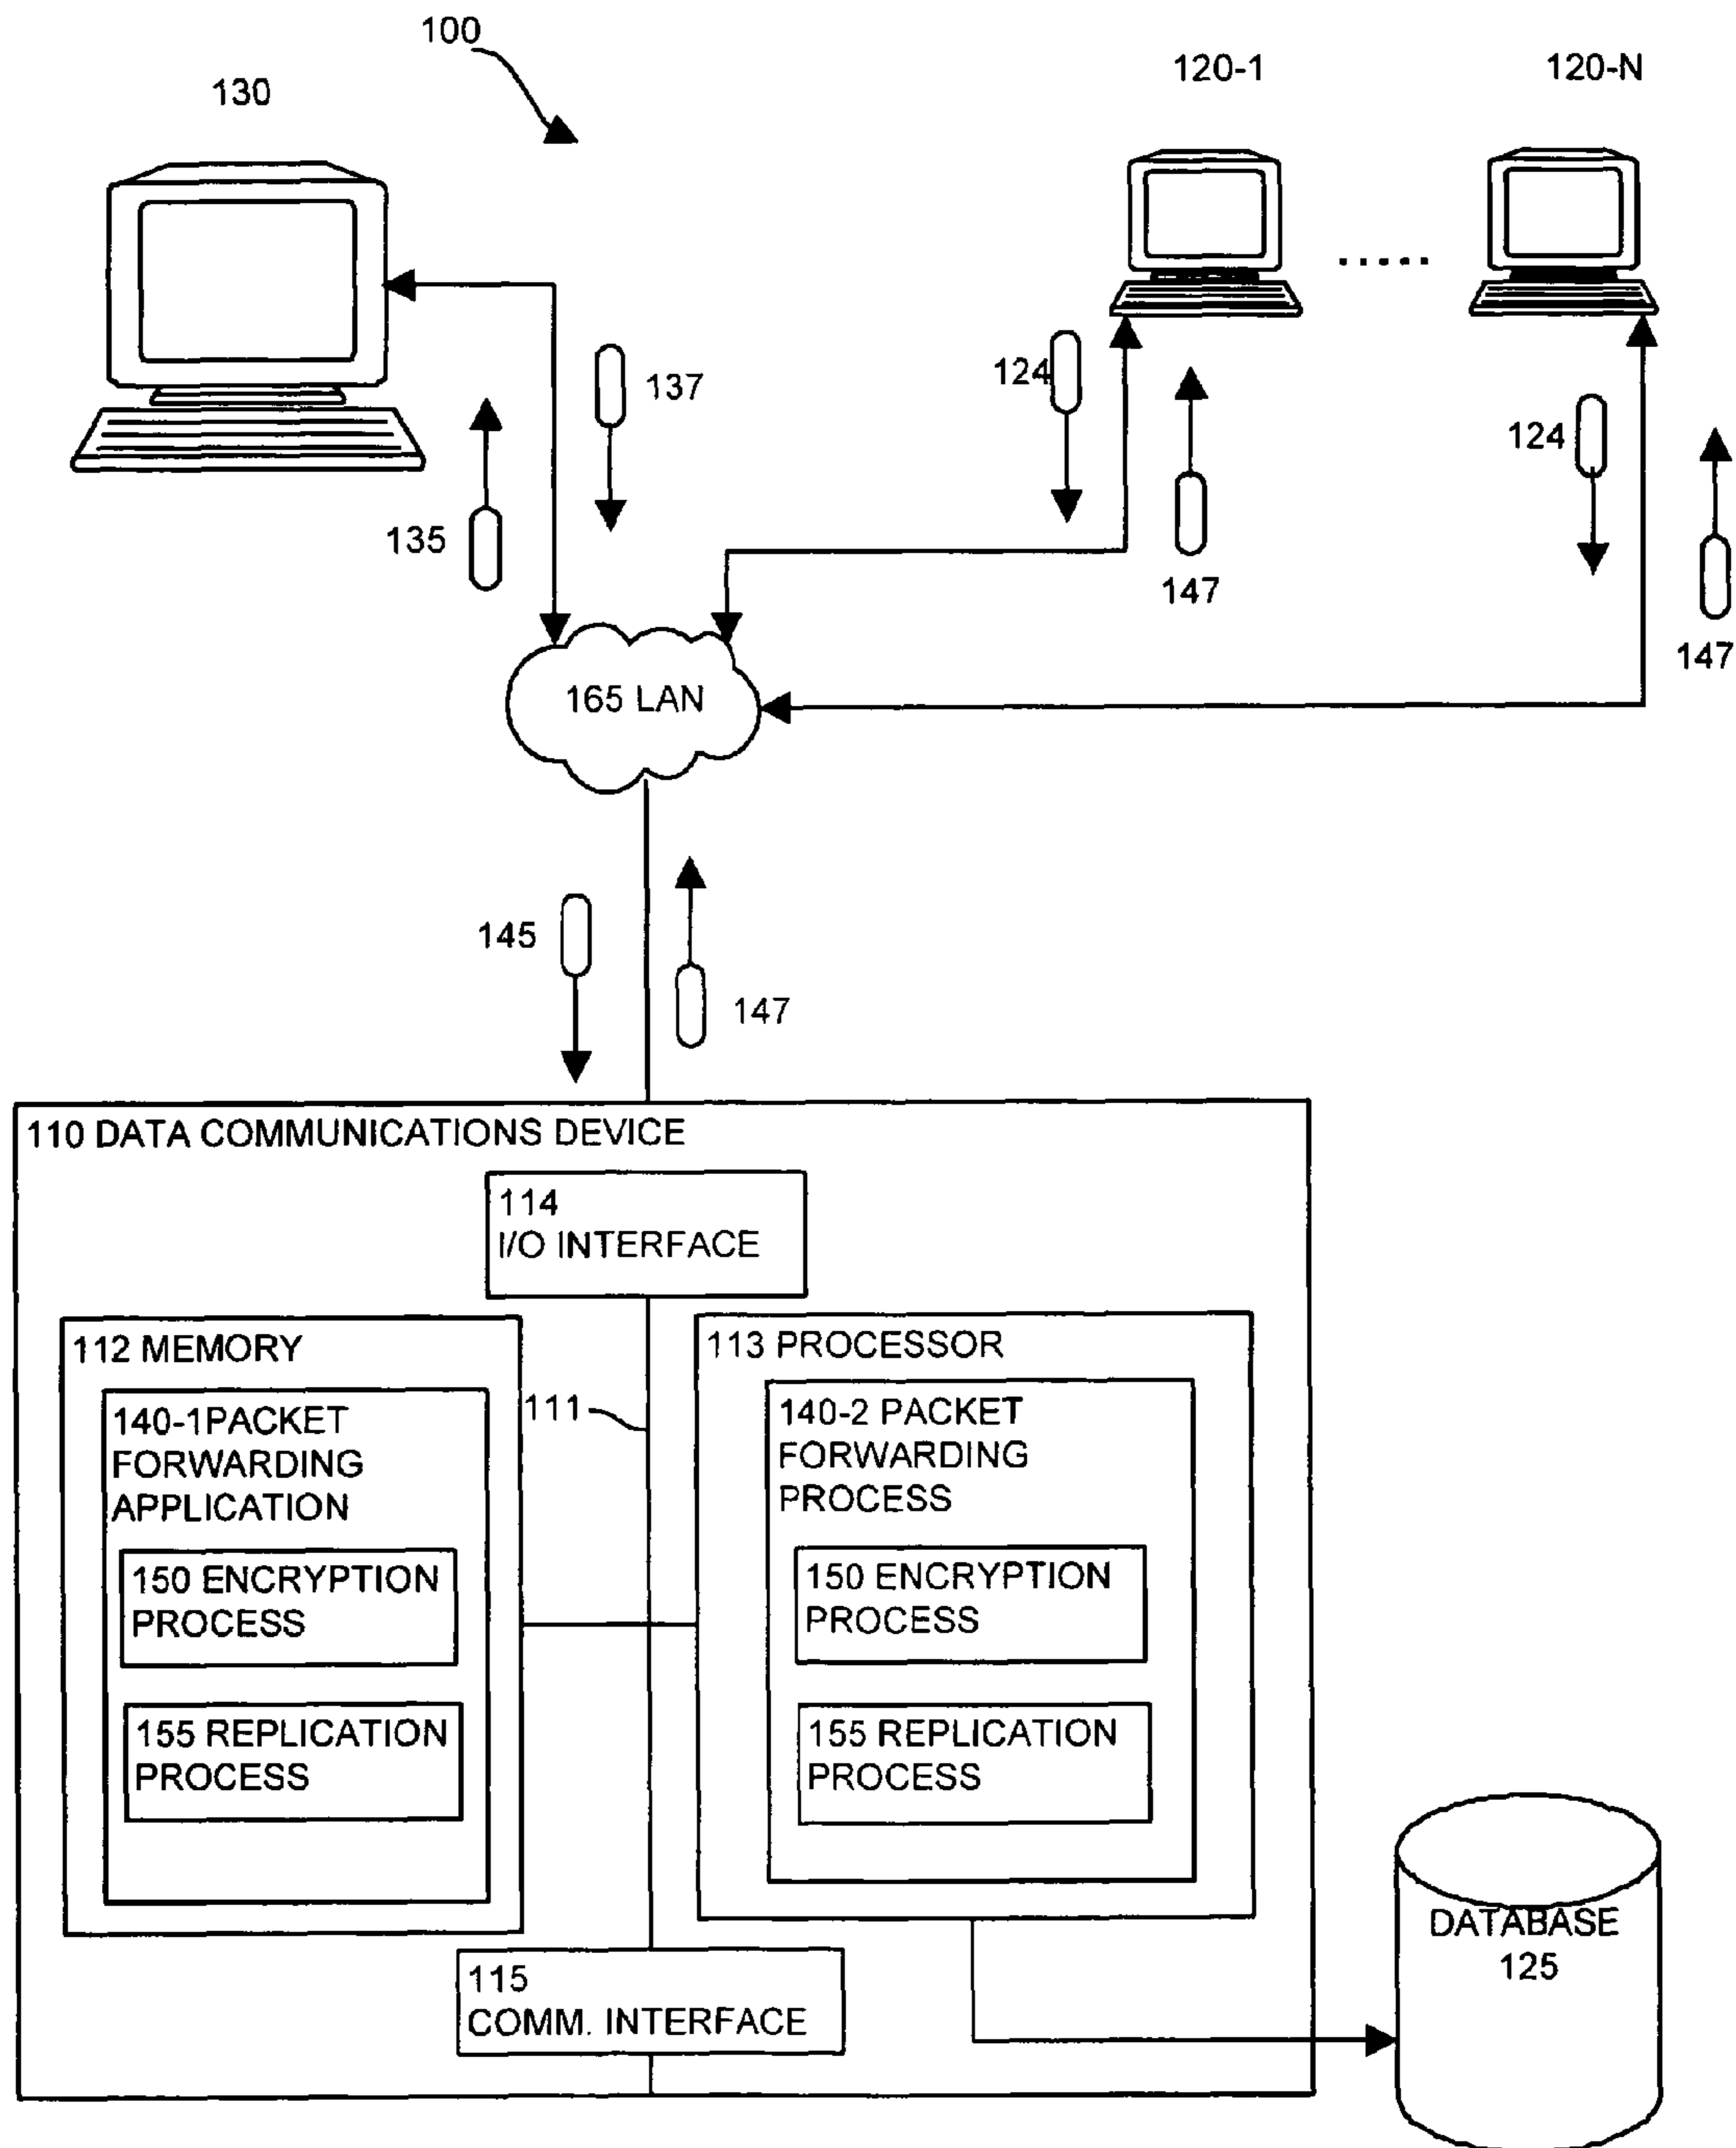 100
130
120-1
120-N
137
124
124
135
147
147
165 LAN
145
147
110 DATA COMMUNICATIONS DEVICE
114
I/O INTERFACE
112 MEMORY
113 PROCESSOR
140-1PACKET
FORWARDING
APPLICATION
111
140-2 PACKET
FORWARDING
PROCESS
150 ENCRYPTION
PROCESS
150 ENCRYPTION
PROCESS
155 REPLICATION
PROCESS
155 REPLICATION
PROCESS
DATABASE
125
115
COMM. INTERFACE